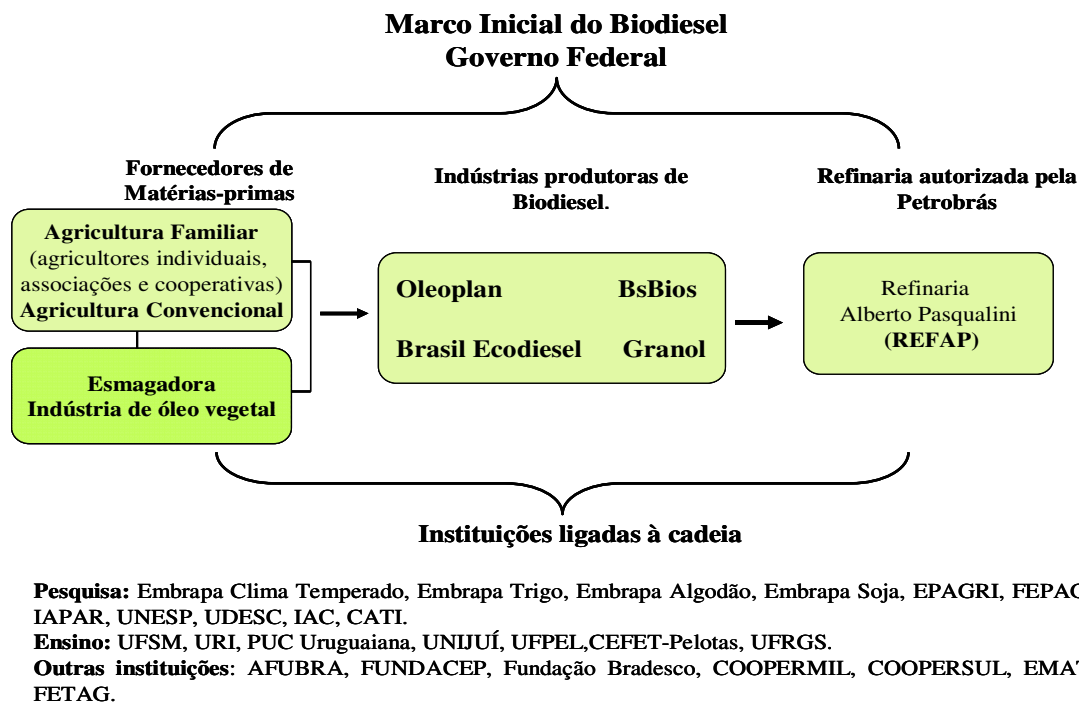 Marco Inicial do Biodiesel
Governo Federal
Fornecedores de
Matérias-primas
Indústrias produtoras de
Biodiesel.
Refinaria autorizada pela
Petrobrás
Agricultura Familiar
(agricultores individuais,
associações e cooperativas)
Agricultura Convencional
Esmagadora
Indústria de óleo vegetal
Oleoplan BsBios
Brasil Ecodiesel Granol
Refinaria
Alberto Pasqualini
(REFAP)
Instituições ligadas à cadeia
Pesquisa: Embrapa Clima Temperado, Embrapa Trigo, Embrapa Algodão, Embrapa Soja, EPAGRI,
IAPAR, UNESP, UDESC, IAC, CATI.
Ensino: UFSM, URI, PUC Uruguaiana, UNIJUÍ, UFPEL,CEFET-Pelotas, UFRGS.
Outras instituições: AFUBRA, FUNDACEP, Fundação Bradesco, COOPERMIL, COOPERSUL,
FETAG.